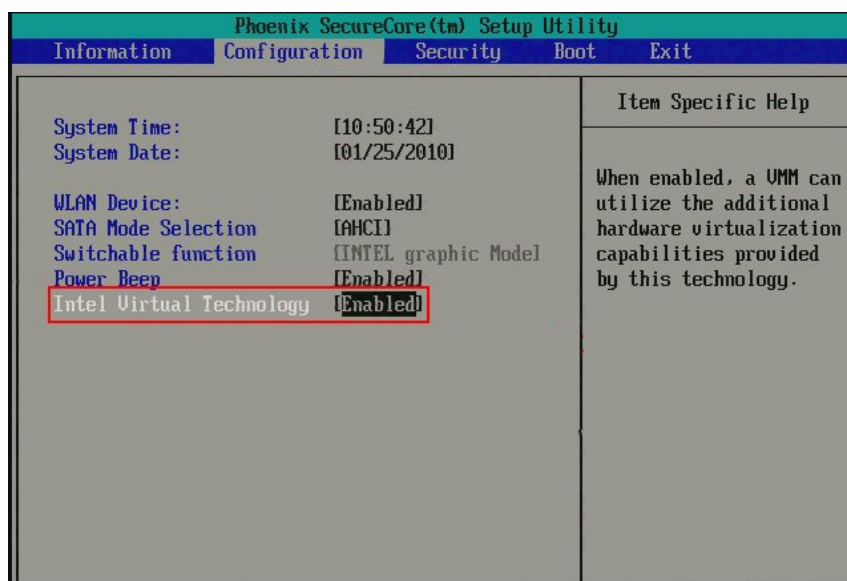 Phoenix SecureCore(tm) Setup Utility
Information Configuration Security Boot Exit
System Time: [10:50:42]
System Date: [01/25/2010]
WLAN Device: [Enabled]
SATA Mode Selection [AHCI]
Switchable function [INTEL graphic Mode]
Power Beep [Enabled]
Intel Virtual Technology [Enabled]
Item Specific Help
When enabled, a VMM can
utilize the additional
hardware virtualization
capabilities provided
by this technology.